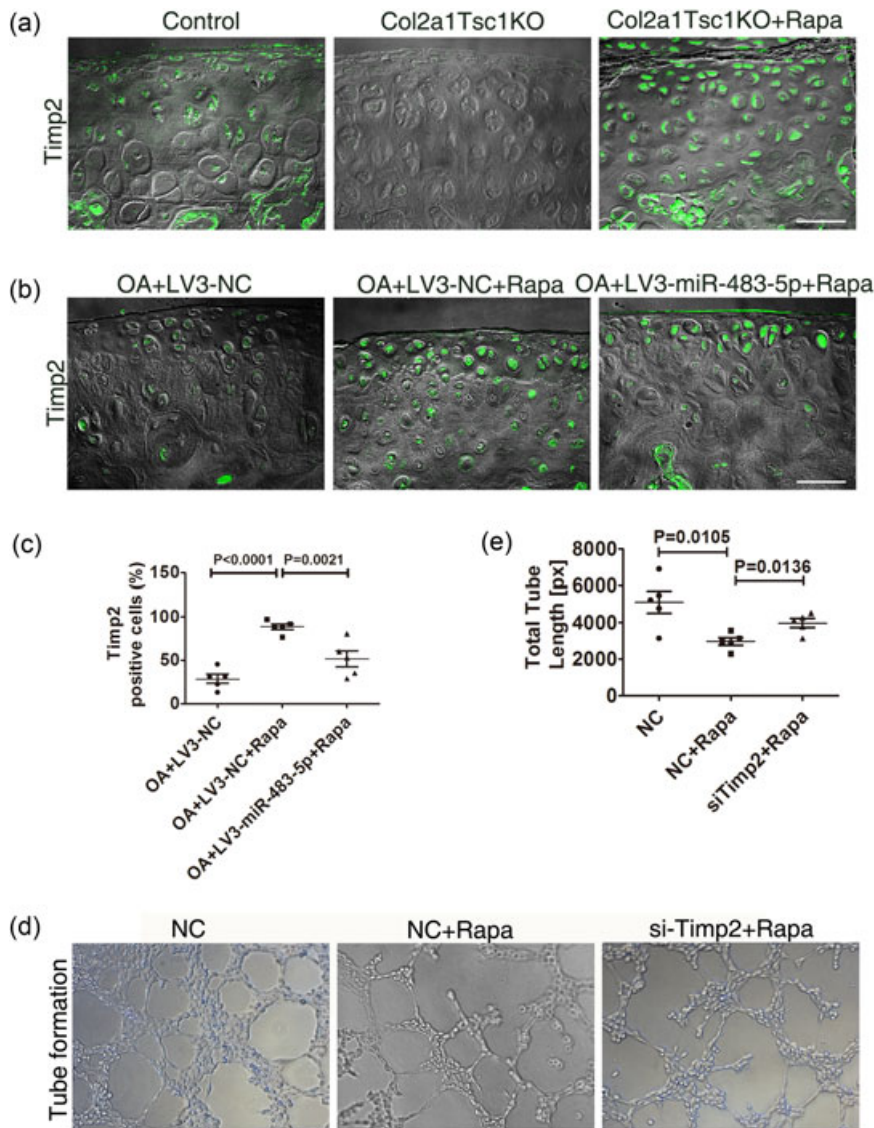 (a)
Control
Col2a1Tsc1KO
Col2a1Tsc1KO+Rapa
Timp2
(b)
OA+LV3-NC
OA+LV3-NC+Rapa
OA+LV3-miR-483-5p+Rapa
Timp2
(c)
Timp2
positive cells (%)
P<0.0001
P=0.0021
150
100
50
0
OA+LV3-NC
OA+LV3-NC+Rapa
OA+LV3-miR-483-5p+Rapa
(e)
Total Tube
Length [px]
P=0.0105
P=0.0136
8000
6000
4000
2000
0
NC
NC+Rapa
siTimp2+Rapa
(d)
NC
NC+Rapa
si-Timp2+Rapa
Tube formation